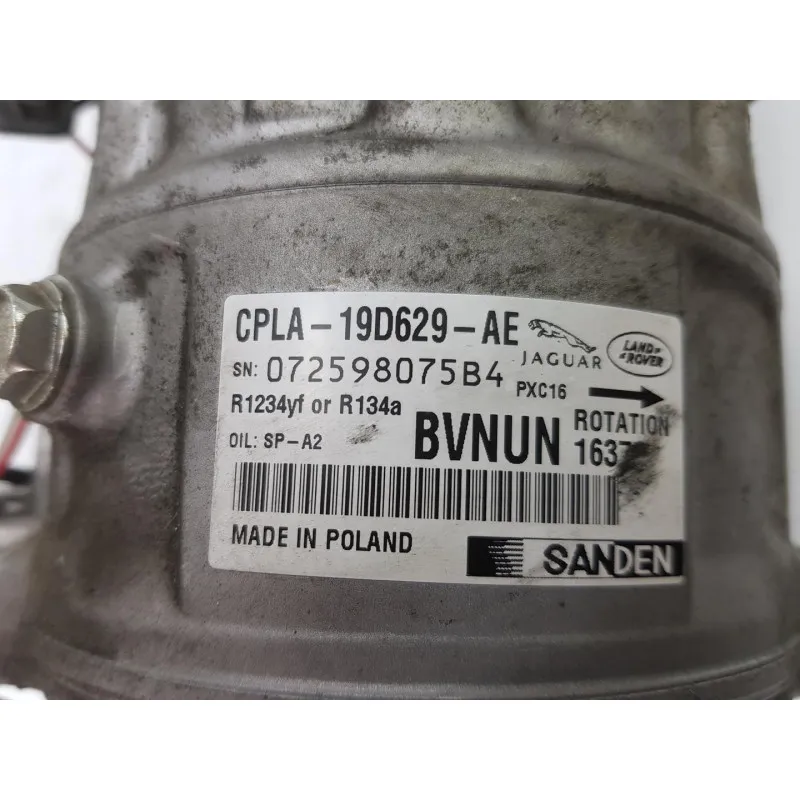 CPLA-19D629-AE
JAGUAR
LAND ROVER
SN: 072598075B4
PXC16
R1234yf or R134a
ROTATION
OIL: SP-A2
BVNUN
MADE IN POLAND
SANDEN